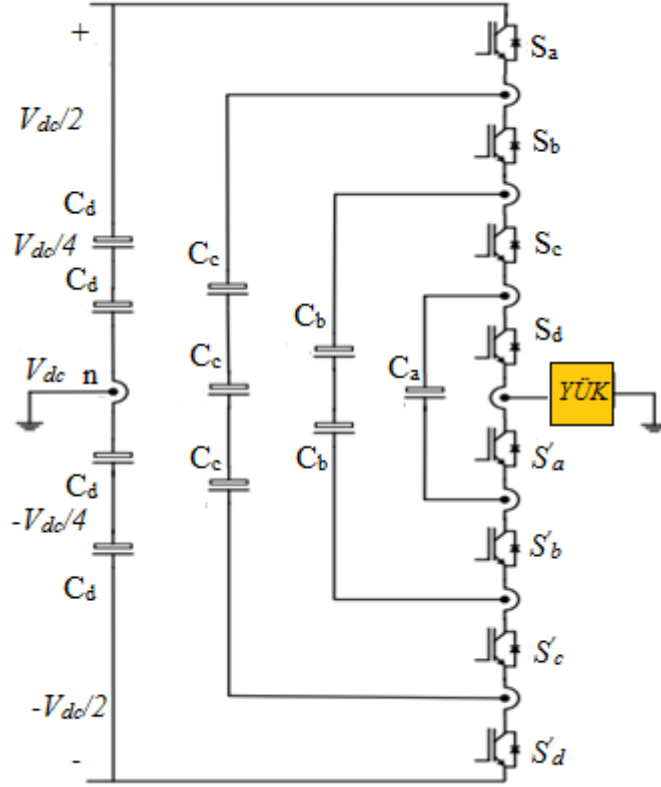 +
Sa
Vdc/2
Sb
Cd
Vdc/4
Sc
Cc
Cd
Cb
Sd
Ca
Vdc n
Cc
YÜK
S'a
Cd
Cc
Cb
-Vdc/4
S'b
Cd
S'c
-Vdc/2
-
S'd